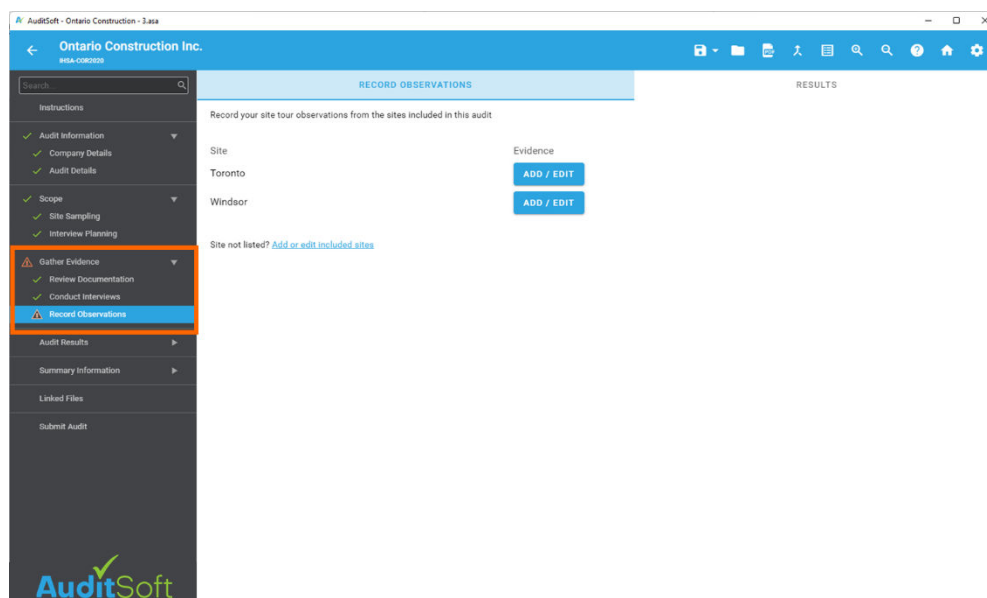 AuditSoft - Ontario Construction - 3.asa
Ontario Construction Inc.
IHSA-COR2020
Search...
Instructions
Audit Information
Company Details
Audit Details
Scope
Site Sampling
Interview Planning
Gather Evidence
Review Documentation
Conduct Interviews
Record Observations
Audit Results
Summary Information
Linked Files
Submit Audit
AuditSoft
RECORD OBSERVATIONS
RESULTS
Record your site tour observations from the sites included in this audit
Site Evidence
Toronto ADD / EDIT
Windsor ADD / EDIT
Site not listed? Add or edit included sites